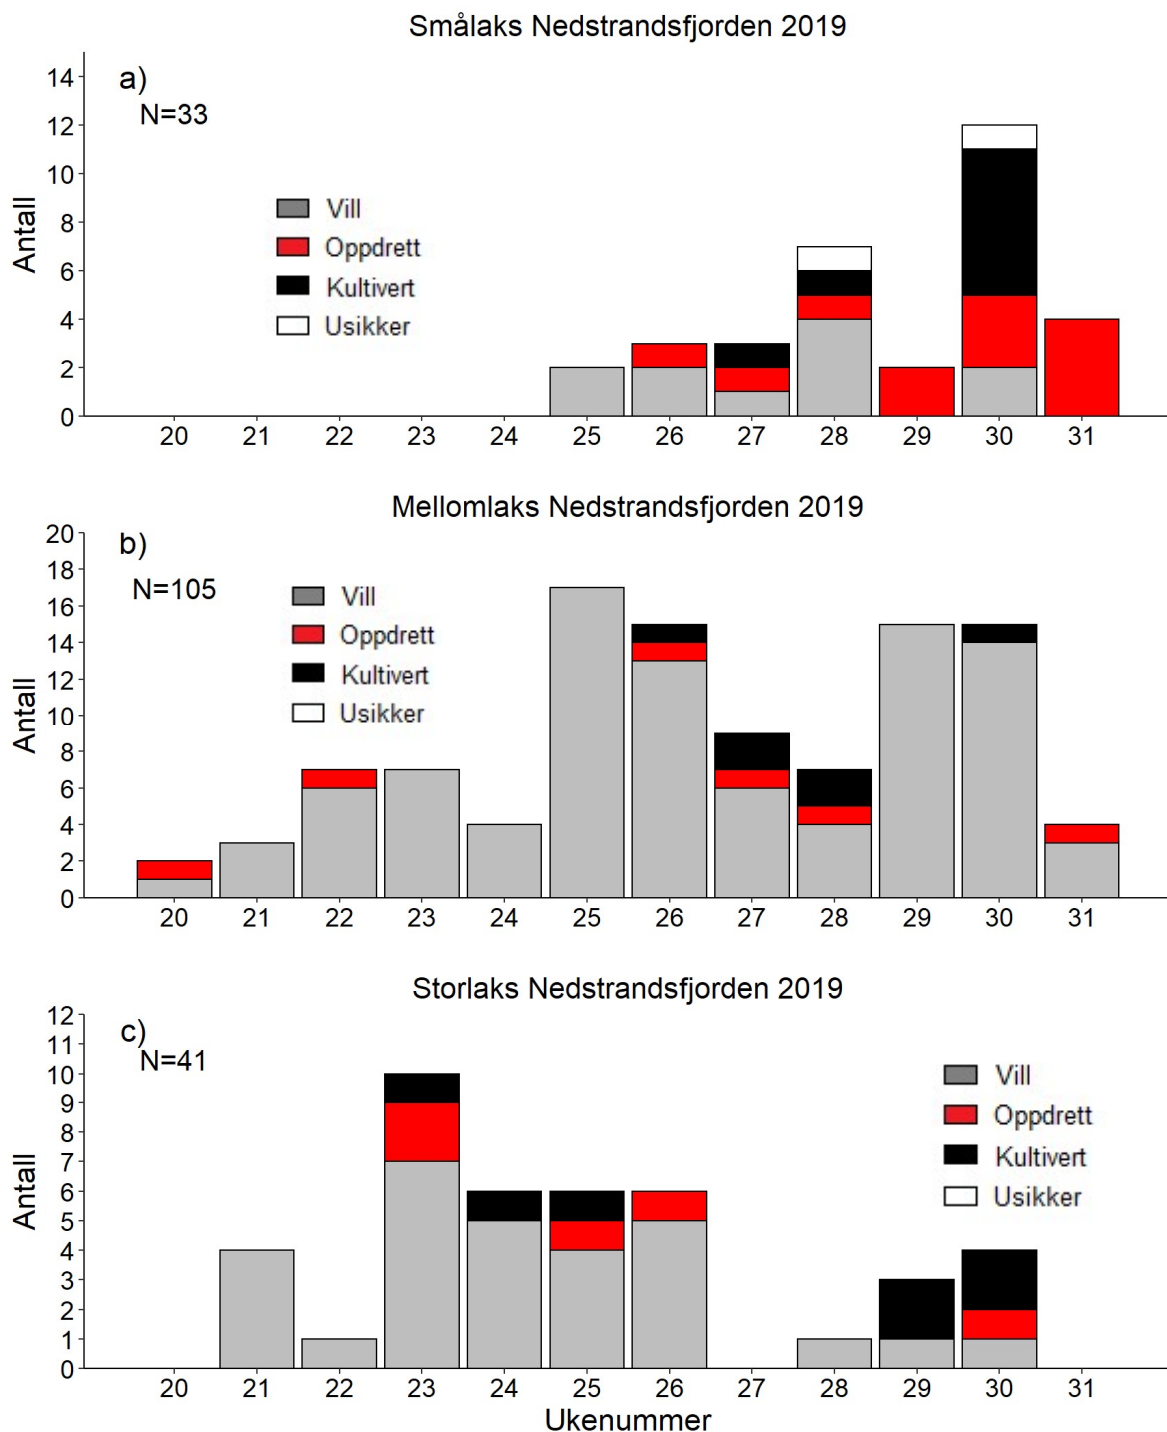 Smålaks Nedstrandsfjorden 2019
a)
N=33
Vill
Oppdrett
Kultivert
Usikker
Antall
14
12
10
8
6
4
2
0
20 21 22 23 24 25 26 27 28 29 30 31
Mellomlaks Nedstrandsfjorden 2019
b)
N=105
Vill
Oppdrett
Kultivert
Usikker
Antall
20
18
16
14
12
10
8
6
4
2
0
20 21 22 23 24 25 26 27 28 29 30 31
Storlaks Nedstrandsfjorden 2019
c)
N=41
Vill
Oppdrett
Kultivert
Usikker
Antall
12
11
10
9
8
7
6
5
4
3
2
1
0
20 21 22 23 24 25 26 27 28 29 30 31
Ukenummer